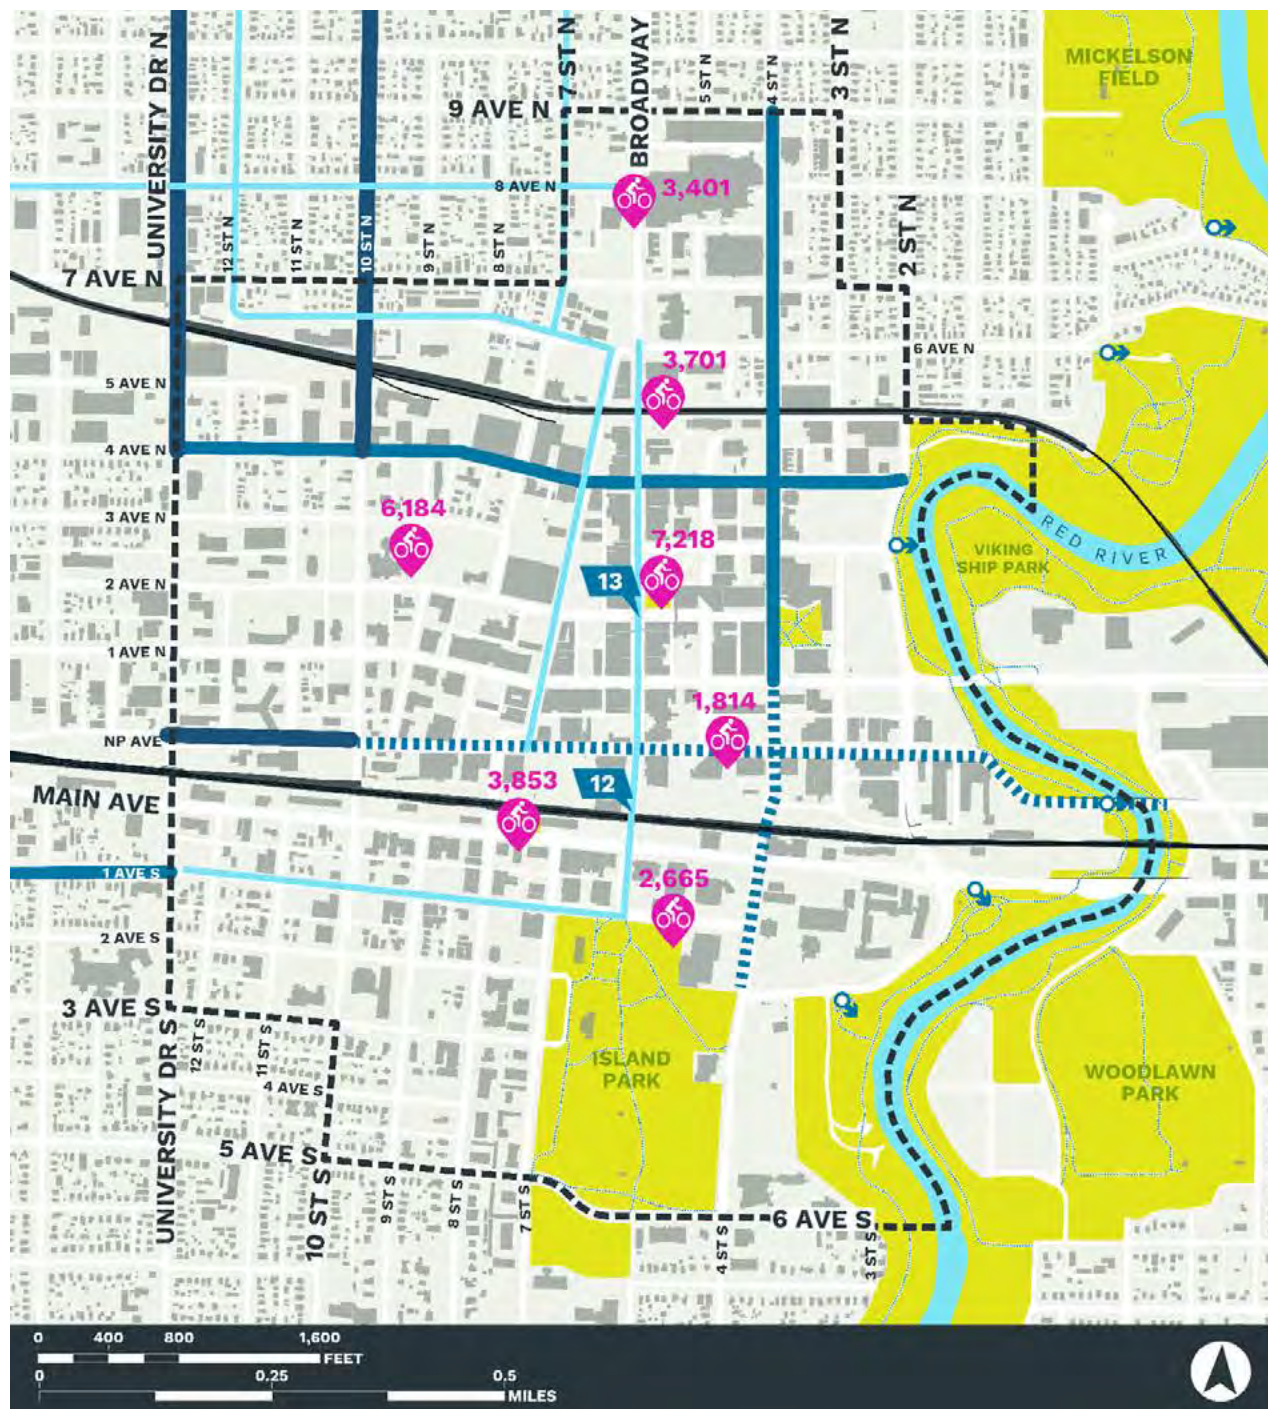 MICKELSON
FIELD
UNIVERSITY DR N
7 ST N
BROADWAY
5 ST N
4 ST N
3 ST N
9 AVE N
8 AVE N
3,401
12 ST N
11 ST N
10 ST N
9 ST N
8 ST N
2 ST N
7 AVE N
6 AVE N
3,701
5 AVE N
4 AVE N
6,184
3 AVE N
7,218
RED RIVER
VIKING
SHIP PARK
13
2 AVE N
1 AVE N
1,814
NP AVE
3,853
12
MAIN AVE
1 AVE S
2,665
2 AVE S
3 AVE S
UNIVERSITY DR S
12 ST S
11 ST S
4 AVE S
ISLAND
PARK
WOODLAWN
PARK
5 AVE S
10 ST S
9 ST S
8 ST S
7 ST S
6 AVE S
4 ST S
3 ST S
0 400 800 1,600
FEET
0 0.25 0.5
MILES